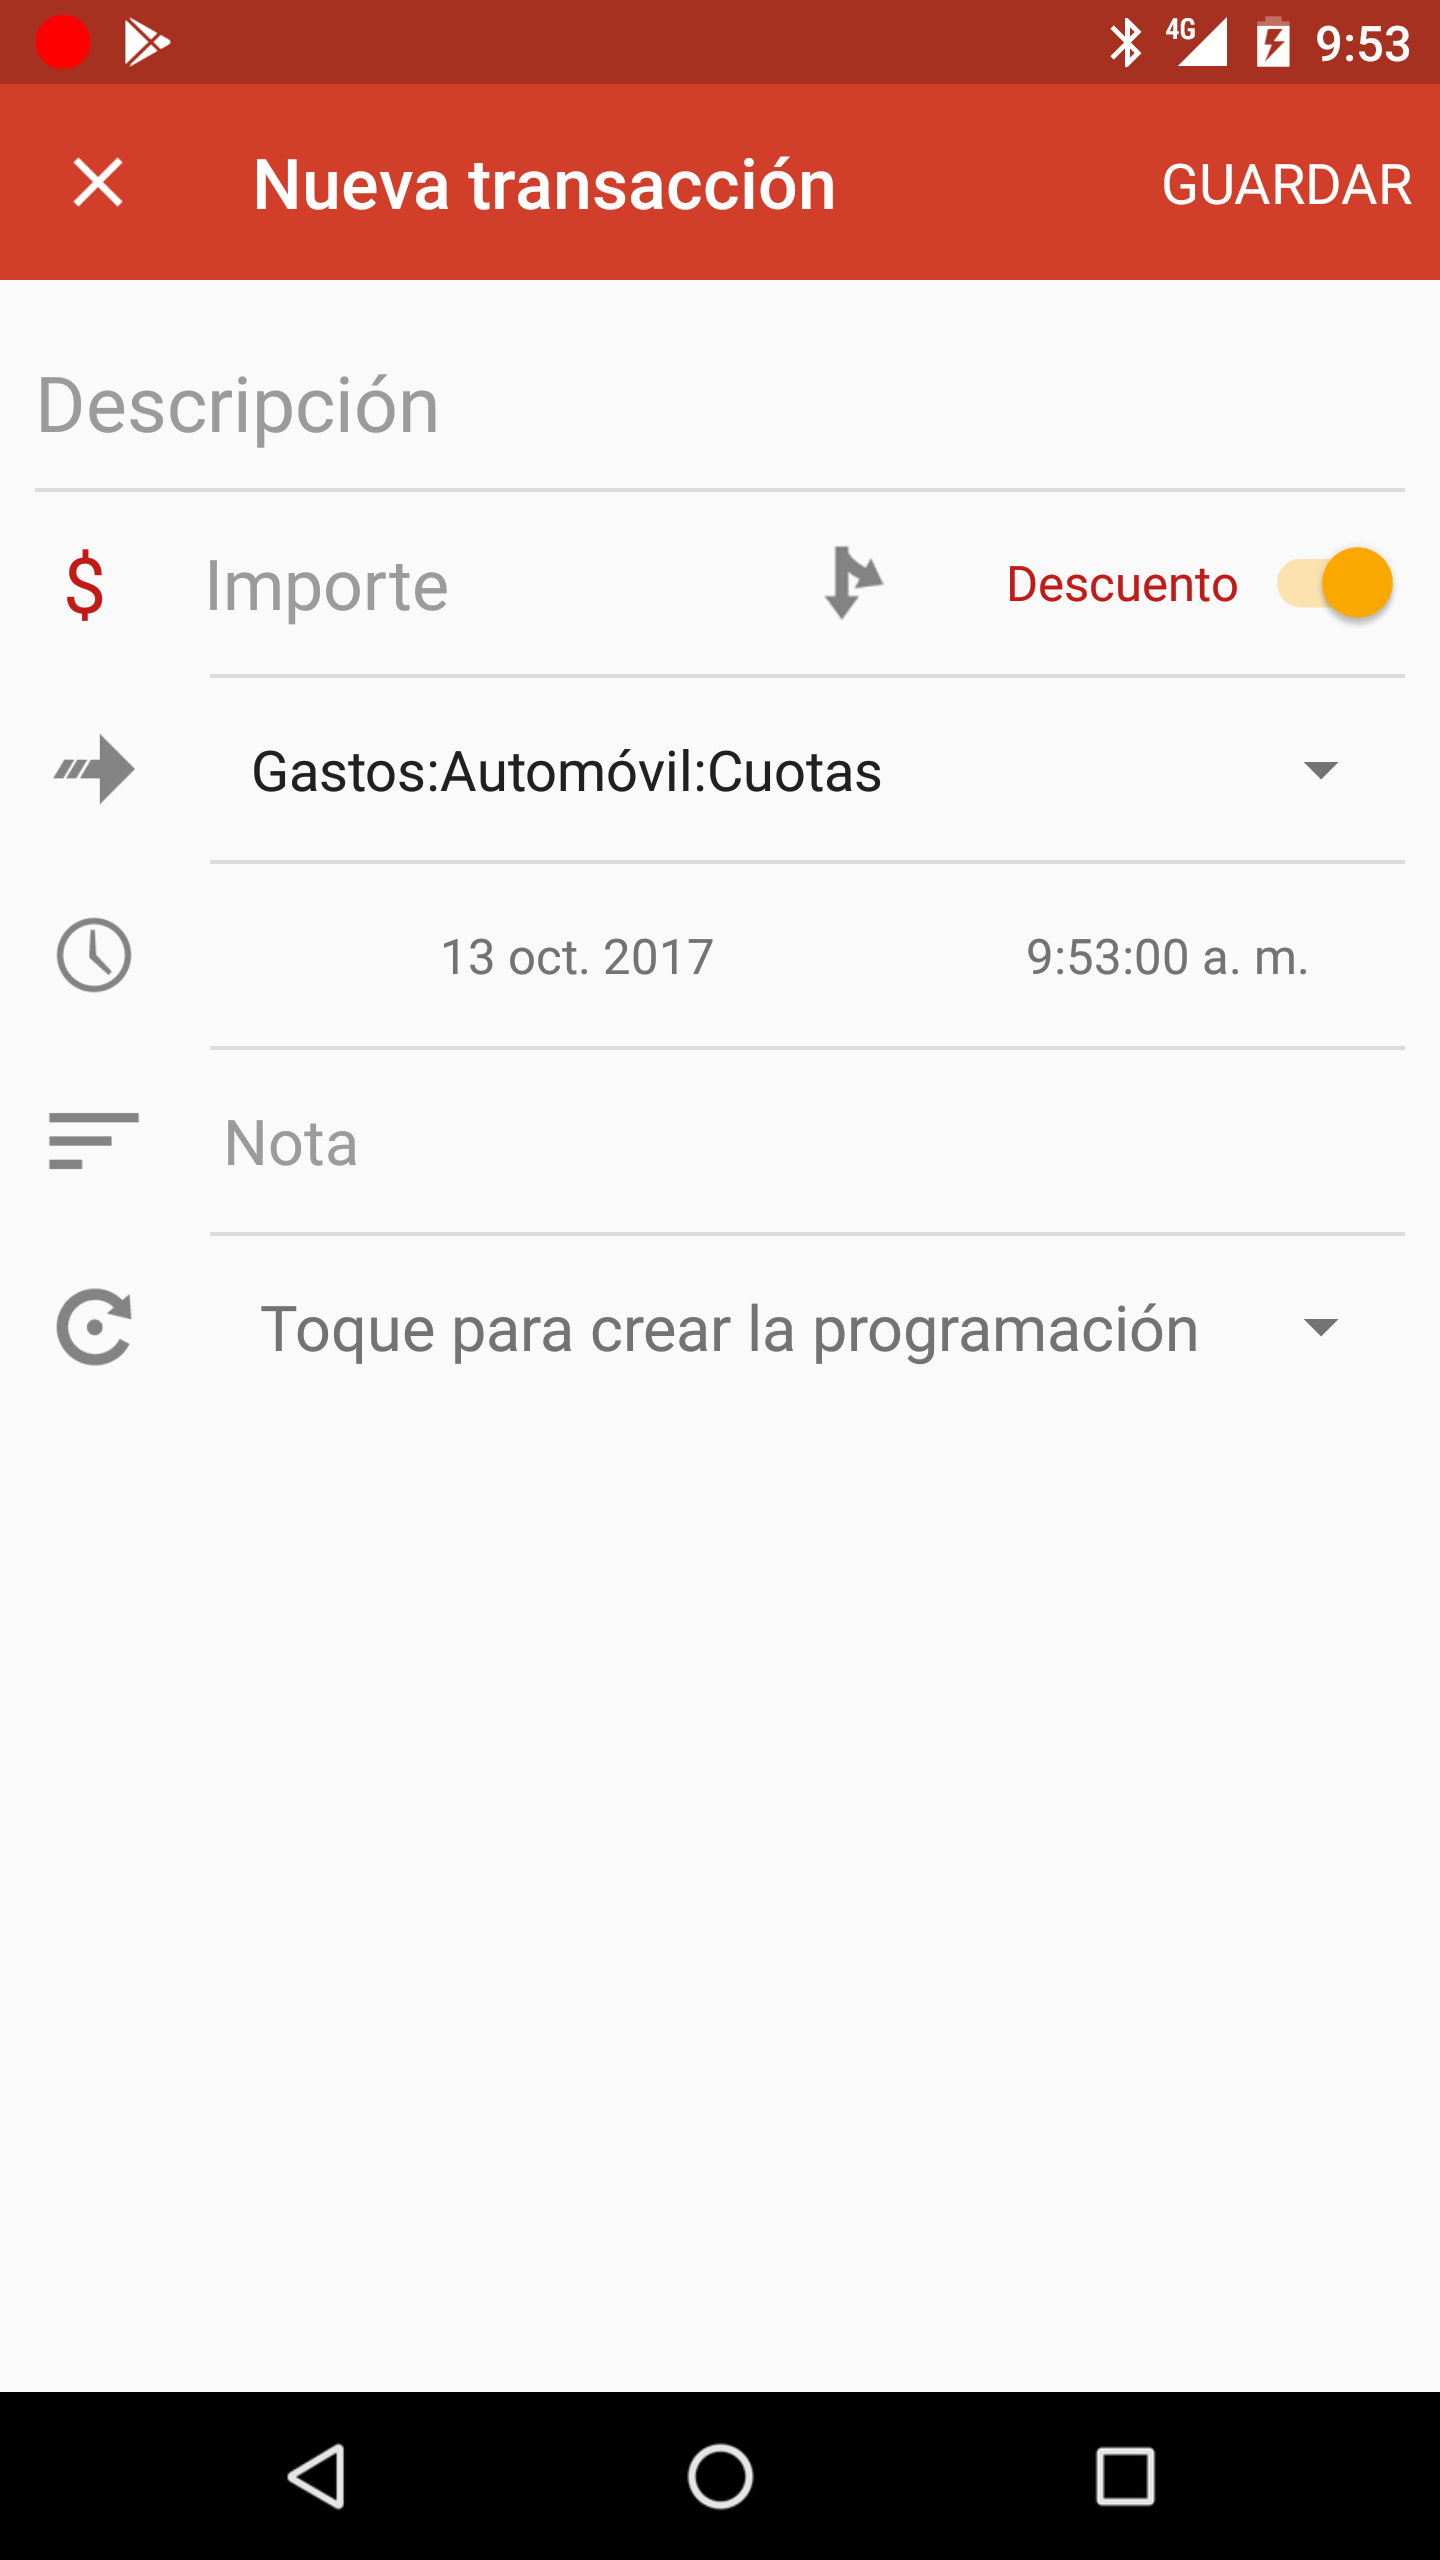 4G 9:53
Nueva transacción GUARDAR
Descripción
$ Importe Descuento
Gastos:Automóvil:Cuotas
13 oct. 2017 9:53:00 a. m.
Nota
Toque para crear la programación